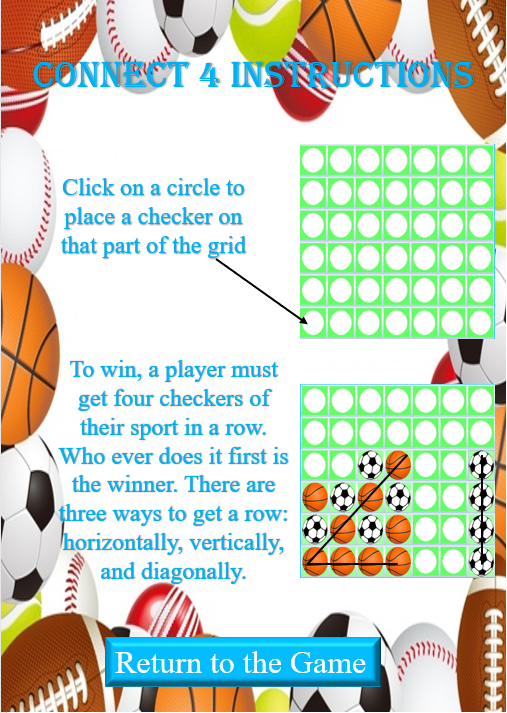 CONNECT 4 INSTRUCTIONS
Click on a circle to
place a checker on
that part of the grid
To win, a player must
get four checkers of
their sport in a row.
Who ever does it first is
the winner. There are
three ways to get a row:
horizontally, vertically,
and diagonally.
Return to the Game